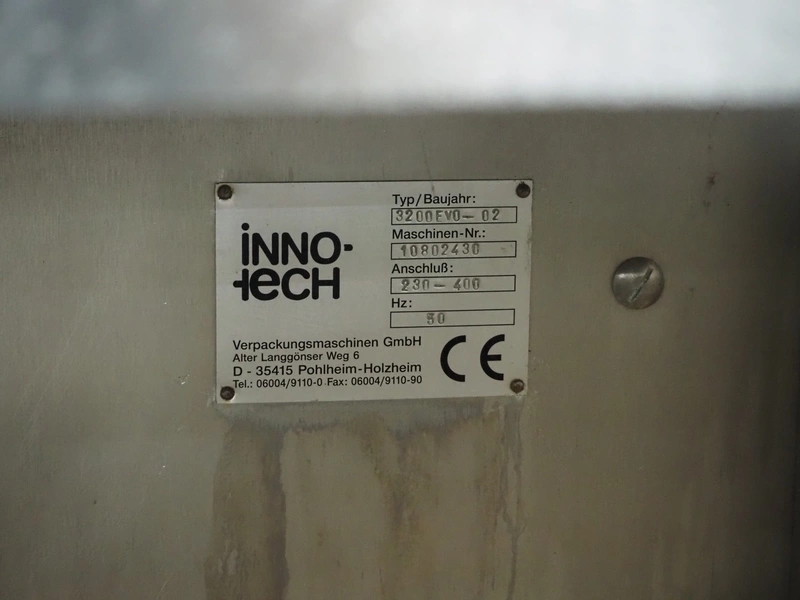 iNNO-
tECH
Typ/Baujahr:
3200EVO-02
Maschinen-Nr.:
10802430
Anschluß:
230-400
Hz:
50
Verpackungsmaschinen GmbH
Alter Langgönser Weg 6
D - 35415 Pohlheim-Holzheim
Tel.: 06004/9110-0 Fax: 06004/9110-90
CE